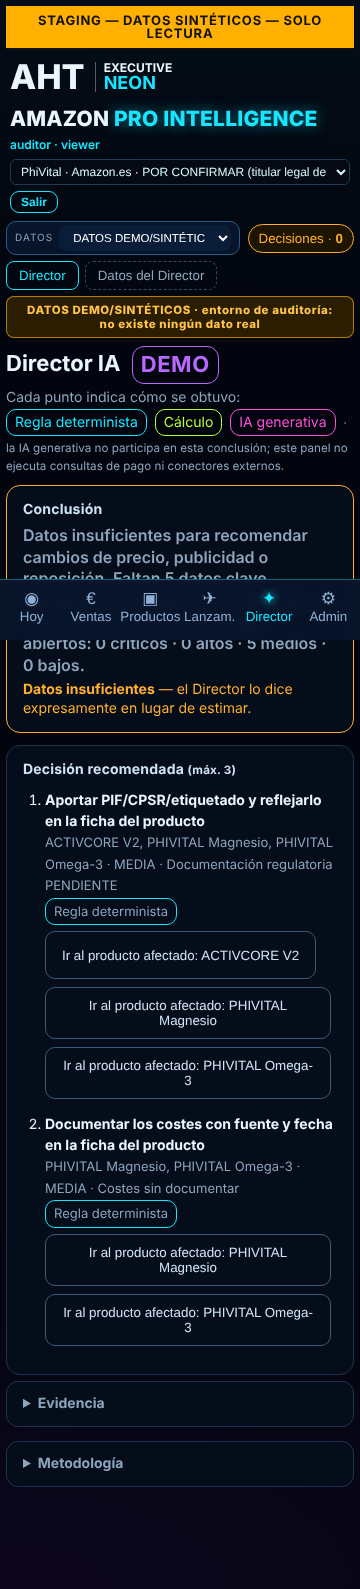 STAGING — DATOS SINTÉTICOS — SOLO
LECTURA
AHT
EXECUTIVE
NEON
AMAZON PRO INTELLIGENCE
auditor · viewer
PhiVital · Amazon.es · POR CONFIRMAR (titular legal de
Salir
DATOS
DATOS DEMO/SINTÉTIC
Decisiones · 0
Director
Datos del Director
DATOS DEMO/SINTÉTICOS · entorno de auditoría:
no existe ningún dato real
Director IA DEMO
Cada punto indica cómo se obtuvo:
Regla determinista Cálculo IA generativa ·
la IA generativa no participa en esta conclusión; este panel no
ejecuta consultas de pago ni conectores externos.
Conclusión
Datos insuficientes para recomendar
cambios de precio, publicidad o
reposición. Faltan 5 datos clave
◉ € ▣ ✈ ✦ ⚙
Hoy Ventas Productos Lanzam. Director Admin
abiertos: 0 críticos · 0 altos · 5 medios ·
0 bajos.
Datos insuficientes — el Director lo dice
expresamente en lugar de estimar.
Decisión recomendada (máx. 3)
1. Aportar PIF/CPSR/etiquetado y reflejarlo
en la ficha del producto
ACTIVCORE V2, PHIVITAL Magnesio, PHIVITAL
Omega-3 · MEDIA · Documentación regulatoria
PENDIENTE
Regla determinista
Ir al producto afectado: ACTIVCORE V2
Ir al producto afectado: PHIVITAL
Magnesio
Ir al producto afectado: PHIVITAL Omega-
3
2. Documentar los costes con fuente y fecha
en la ficha del producto
PHIVITAL Magnesio, PHIVITAL Omega-3 ·
MEDIA · Costes sin documentar
Regla determinista
Ir al producto afectado: PHIVITAL
Magnesio
Ir al producto afectado: PHIVITAL Omega-
3
▶ Evidencia
▶ Metodología